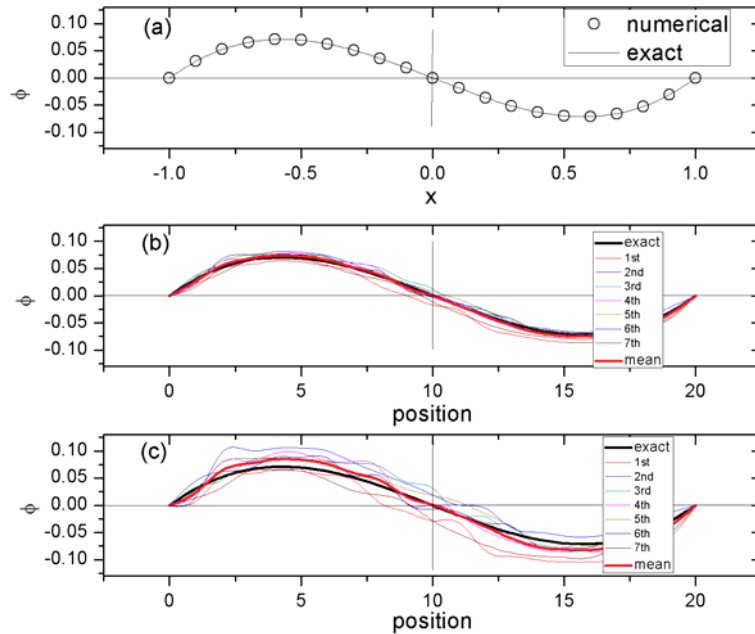 (a)
numerical
exact
0.10
0.05
0.00
-0.05
-0.10
ϕ
-1.0 -0.5 0.0 0.5 1.0
x
(b)
exact
1st
2nd
3rd
4th
5th
6th
7th
mean
0.10
0.05
0.00
-0.05
-0.10
ϕ
0 5 10 15 20
position
(c)
exact
1st
2nd
3rd
4th
5th
6th
7th
mean
0.10
0.05
0.00
-0.05
-0.10
ϕ
0 5 10 15 20
position